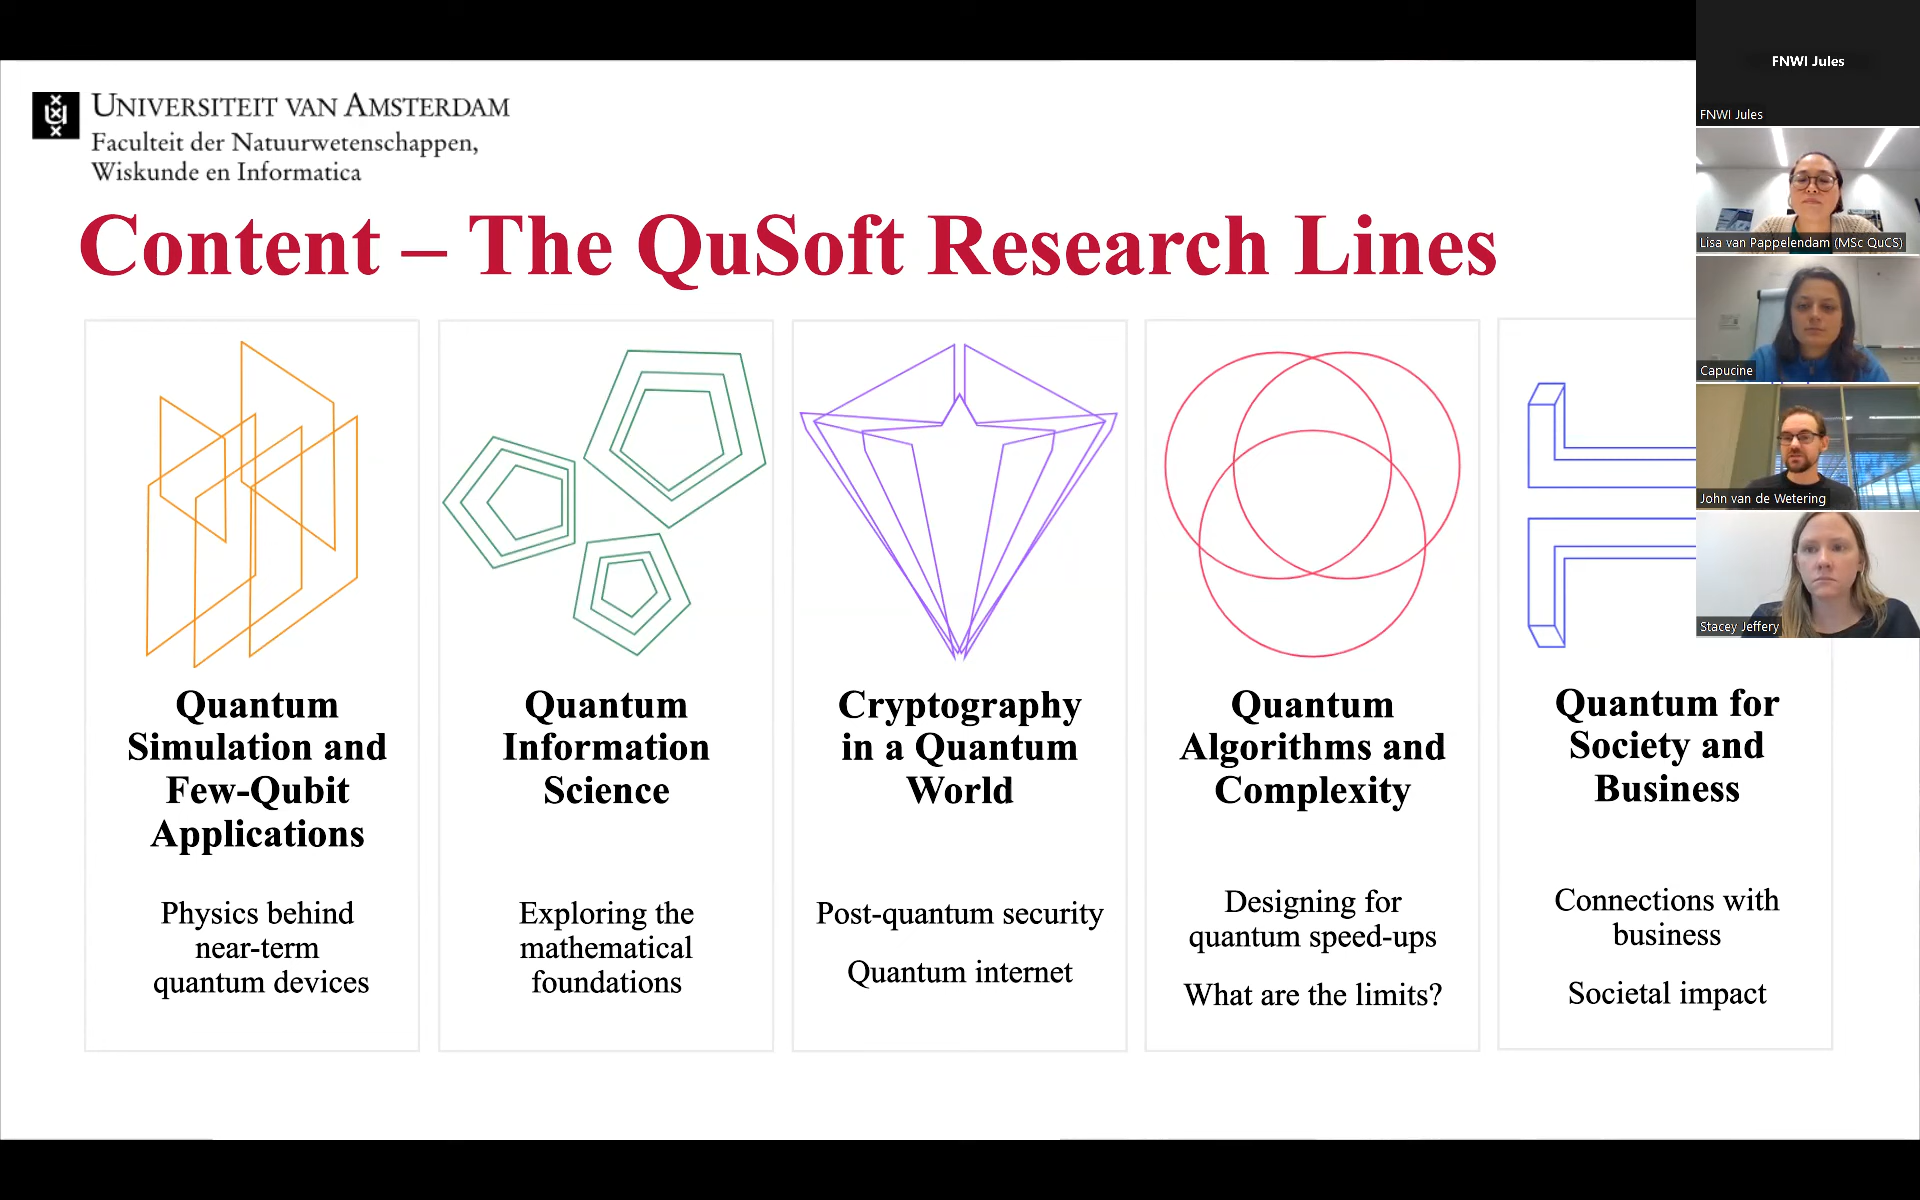 UNIVERSITEIT VAN AMSTERDAM
Faculteit der Natuurwetenschappen,
Wiskunde en Informatica
Content – The QuSoft Research Lines
Quantum
Simulation and
Few-Qubit
Applications
Physics behind
near-term
quantum devices
Quantum
Information
Science
Exploring the
mathematical
foundations
Cryptography
in a Quantum
World
Post-quantum security
Quantum internet
Quantum
Algorithms and
Complexity
Designing for
quantum speed-ups
What are the limits?
Quantum for
Society and
Business
Connections with
business
Societal impact
FNWI Jules
FNWI Jules
Lisa van Pappelendam (MSc QuCS)
Capucine
John van de Wetering
Stacey Jeffery